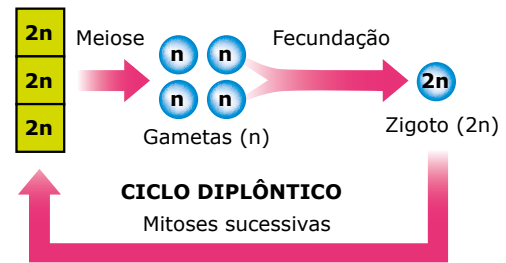 2n
2n
2n
Meiose
n
n
n
n
Gametas (n)
Fecundação
2n
Zigoto (2n)
CICLO DIPLÔNTICO
Mitoses sucessivas